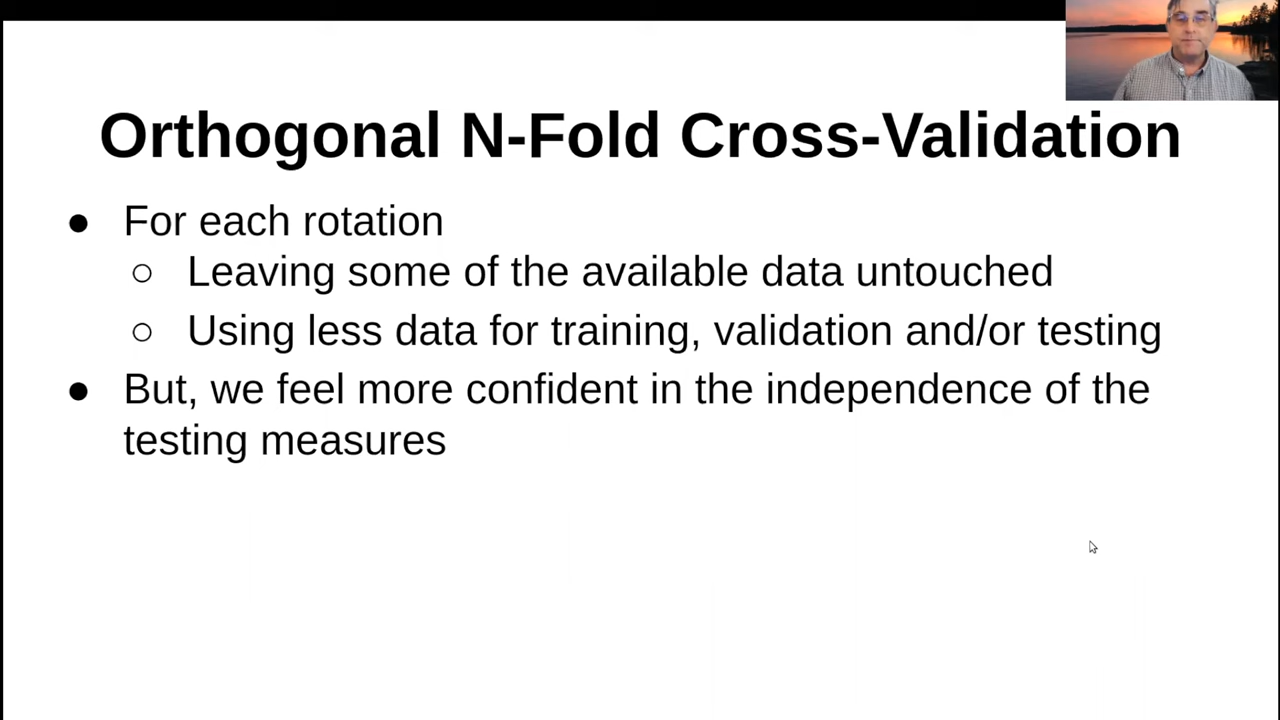 Orthogonal N-Fold Cross-Validation
● For each rotation
○ Leaving some of the available data untouched
○ Using less data for training, validation and/or testing
● But, we feel more confident in the independence of the
testing measures